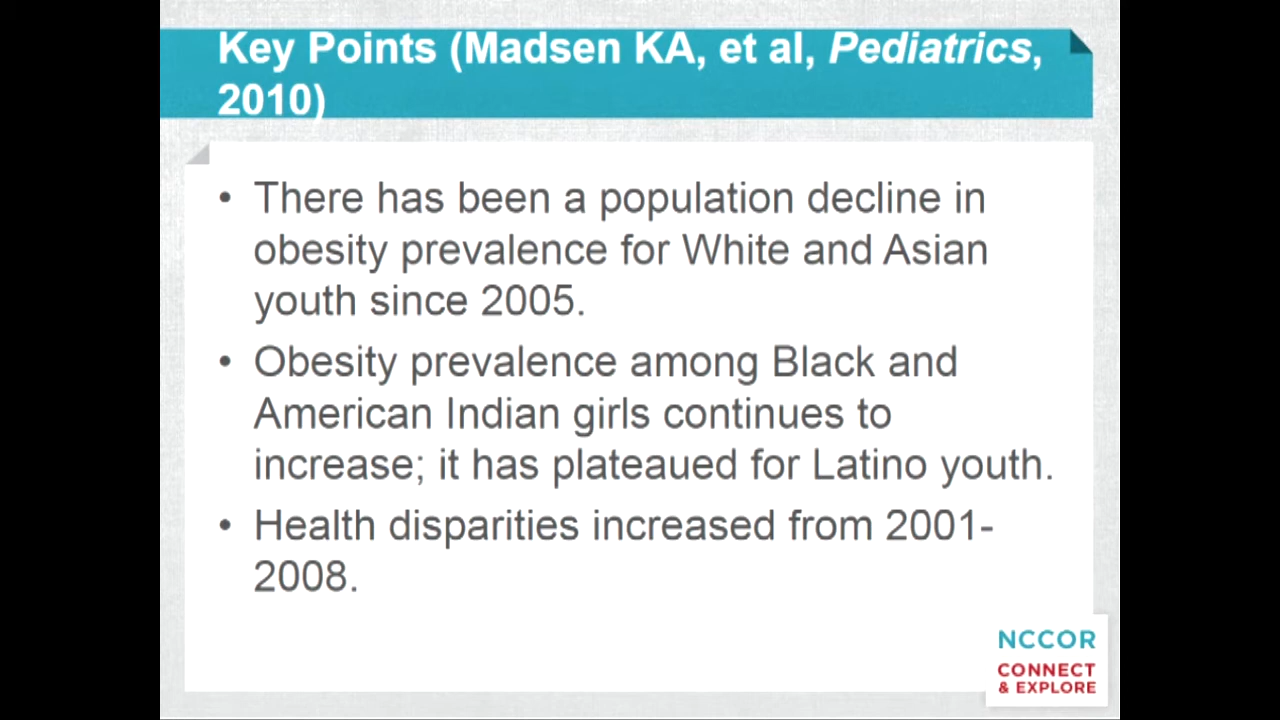 Key Points (Madsen KA, et al, Pediatrics,
2010)
• There has been a population decline in
obesity prevalence for White and Asian
youth since 2005.
• Obesity prevalence among Black and
American Indian girls continues to
increase; it has plateaued for Latino youth.
• Health disparities increased from 2001-
2008.
NCCOR
CONNECT
& EXPLORE